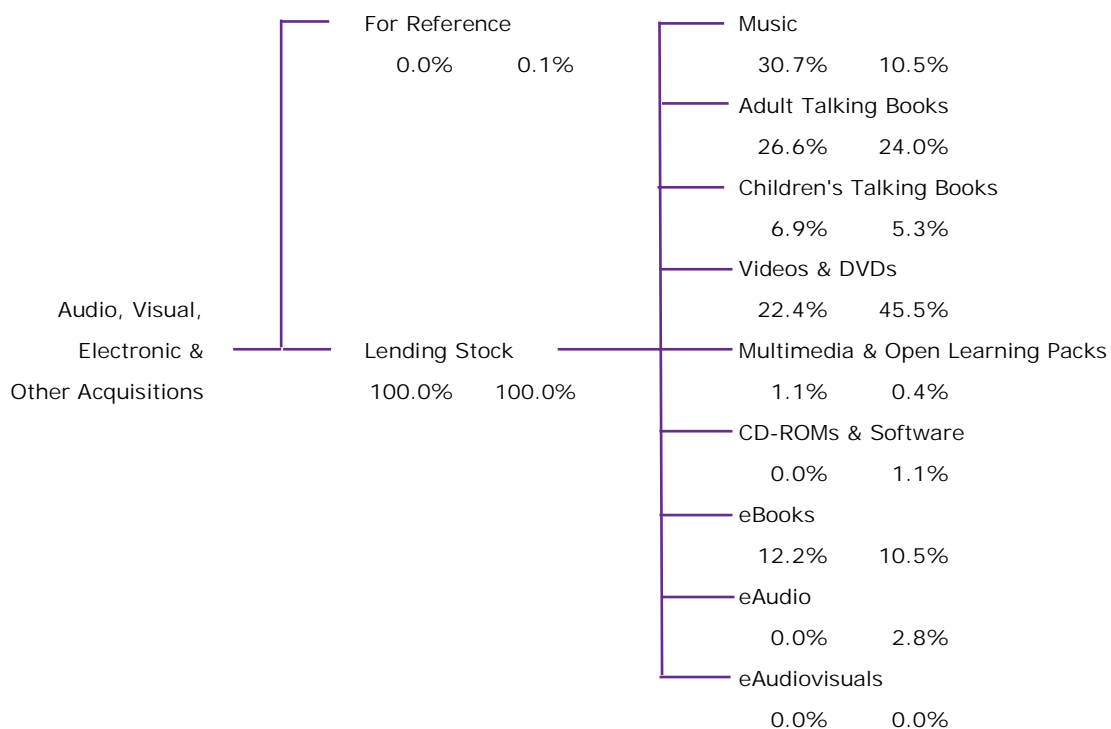 For Reference
0.0% 0.1%
Audio, Visual,
Electronic &
Other Acquisitions
Lending Stock
100.0% 100.0%
Music
30.7% 10.5%
Adult Talking Books
26.6% 24.0%
Children's Talking Books
6.9% 5.3%
Videos & DVDs
22.4% 45.5%
Multimedia & Open Learning Packs
1.1% 0.4%
CD-ROMs & Software
0.0% 1.1%
eBooks
12.2% 10.5%
eAudio
0.0% 2.8%
eAudiovisuals
0.0% 0.0%